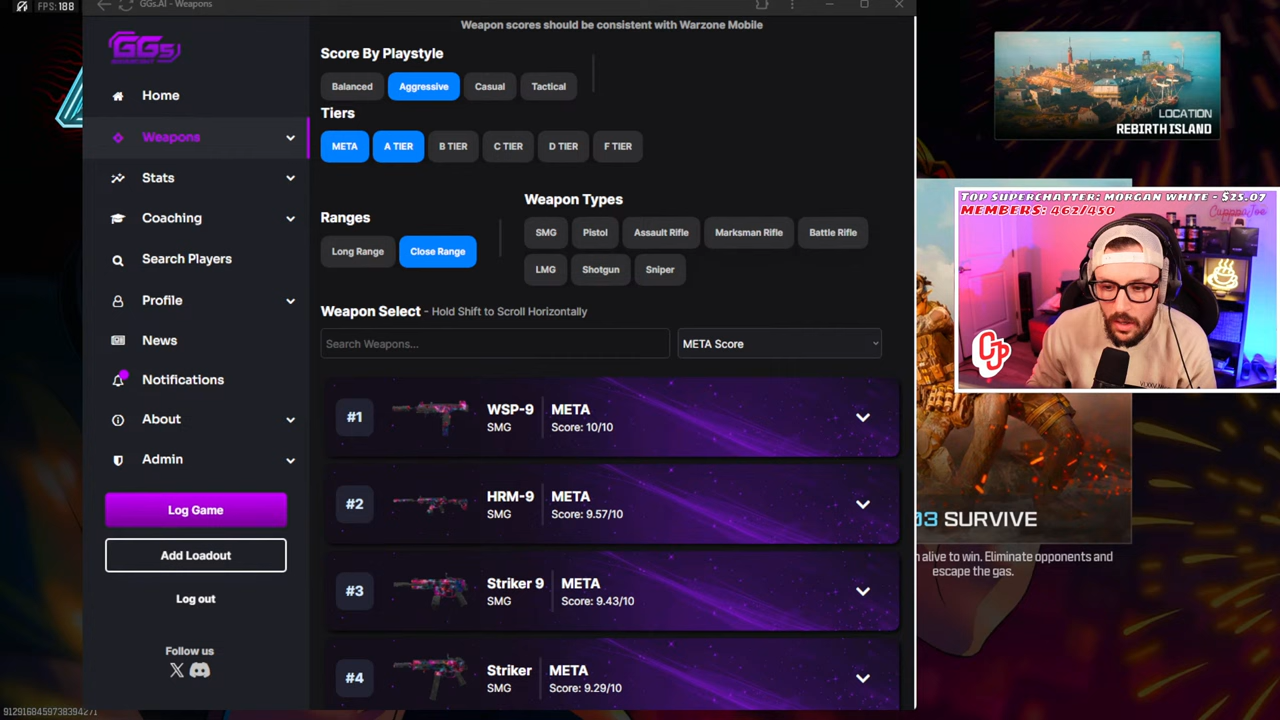 FPS: 188
GGs.AI - Weapons
Weapon scores should be consistent with Warzone Mobile
GGs
Home
Weapons
Stats
Coaching
Search Players
Profile
News
Notifications
About
Admin
Log Game
Add Loadout
Log out
Follow us
Score By Playstyle
Balanced
Aggressive
Casual
Tactical
Tiers
META
A TIER
B TIER
C TIER
D TIER
F TIER
Ranges
Long Range
Close Range
Weapon Types
SMG
Pistol
Assault Rifle
Marksman Rifle
Battle Rifle
LMG
Shotgun
Sniper
Weapon Select - Hold Shift to Scroll Horizontally
Search Weapons...
META Score
#1
WSP-9
SMG
META
Score: 10/10
#2
HRM-9
SMG
META
Score: 9.57/10
#3
Striker 9
SMG
META
Score: 9.43/10
#4
Striker
SMG
META
Score: 9.29/10
LOCATION
REBIRTH ISLAND
TOP SUPERCHATTER: MORGAN WHITE - $25.07
MEMBERS: 462/450
CuppaJoe
CJP
03 SURVIVE
n alive to win. Eliminate opponents and
escape the gas.
9129168459738394271